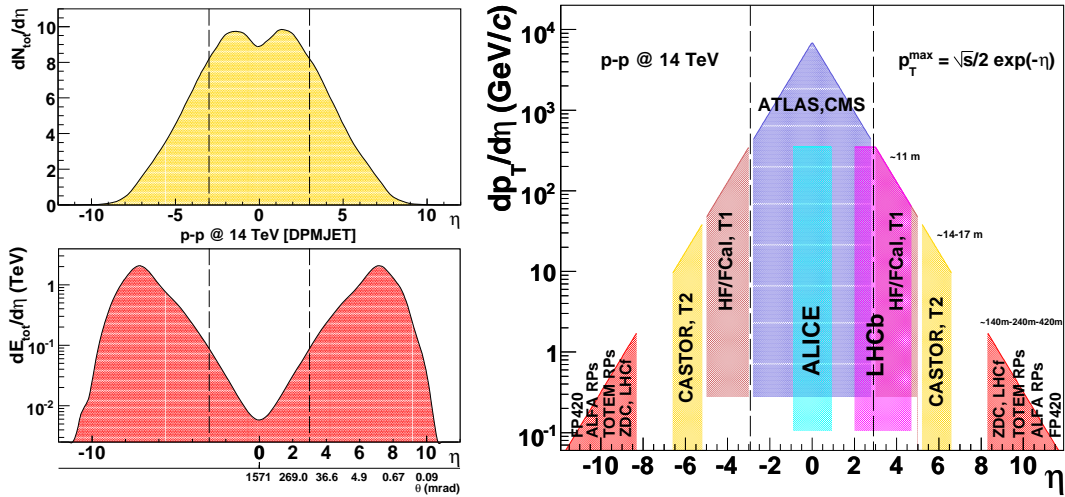 dN_tot/dη
10
8
6
4
2
0
-10 -5 0 5 10 η
p-p @ 14 TeV [DPMJET]
dE_tot/dη (TeV)
1
10^-1
10^-2
-10 0 10 η
1571 269.0 36.6 4.9 0.67 0.09
θ (mrad)
dp_T/dη (GeV/c)
10^4
10^3
10^2
10
1
10^-1
p-p @ 14 TeV
p_T^max = √s/2 exp(-η)
ATLAS,CMS
~11 m
~14-17 m
~140m-240m-420m
FP420
ALFA RPs
TOTEM RPs
ZDC, LHCf
CASTOR, T2
HF/FCal, T1
ALICE
LHCb
HF/FCal, T1
CASTOR, T2
ZDC, LHCf
TOTEM RPs
ALFA RPs
FP420
-10 -8 -6 -4 -2 0 2 4 6 8 10 η